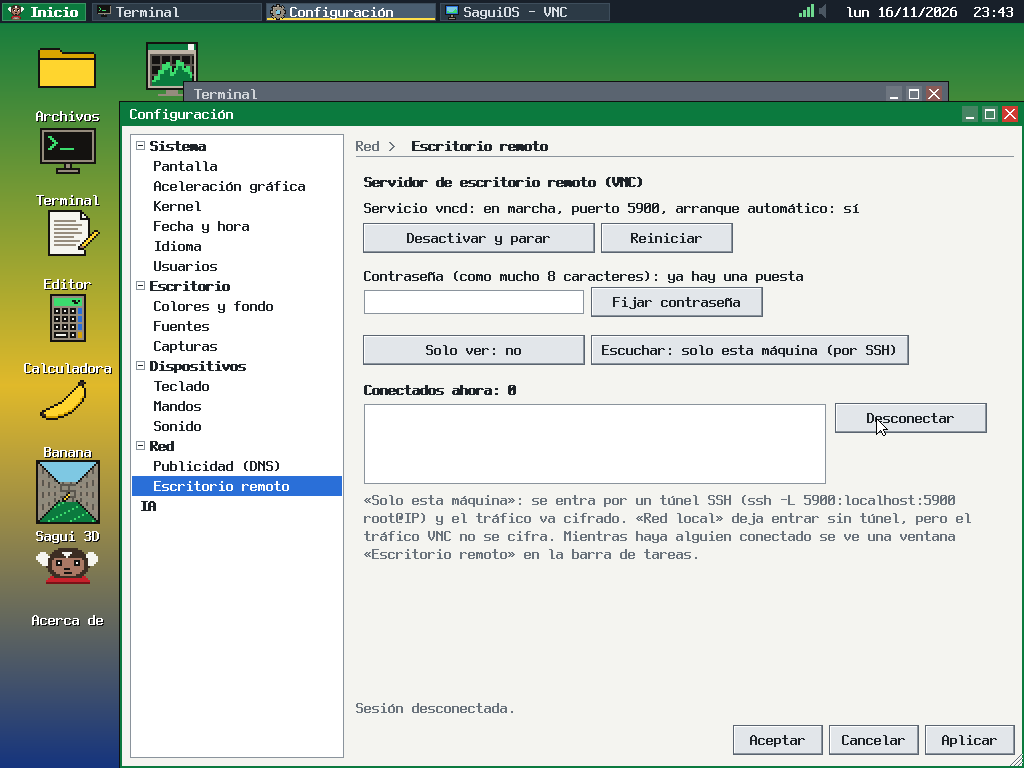 Inicio
Terminal
Configuración
SaguiOS - VNC
lun 16/11/2026 23:43
Archivos
Terminal
Editor
Calculadora
Banana
Sagui 3D
Acerca de
Terminal
Configuración
Sistema
Pantalla
Aceleración gráfica
Kernel
Fecha y hora
Idioma
Usuarios
Escritorio
Colores y fondo
Fuentes
Capturas
Dispositivos
Teclado
Mandos
Sonido
Red
Publicidad (DNS)
Escritorio remoto
IA
Red > Escritorio remoto
Servidor de escritorio remoto (VNC)
Servicio vncd: en marcha, puerto 5900, arranque automático: sí
Desactivar y parar
Reiniciar
Contraseña (como mucho 8 caracteres): ya hay una puesta
Fijar contraseña
Solo ver: no
Escuchar: solo esta máquina (por SSH)
Conectados ahora: 0
Desconectar
«Solo esta máquina»: se entra por un túnel SSH (ssh -L 5900:localhost:5900
root@IP) y el tráfico va cifrado. «Red local» deja entrar sin túnel, pero el
tráfico VNC no se cifra. Mientras haya alguien conectado se ve una ventana
«Escritorio remoto» en la barra de tareas.
Sesión desconectada.
Aceptar
Cancelar
Aplicar